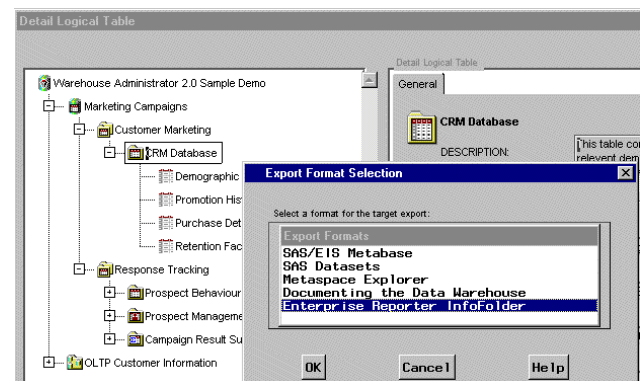 Detail Logical Table
Warehouse Administrator 2.0 Sample Demo
Marketing Campaigns
Customer Marketing
CRM Database
Demographic
Promotion His
Purchase Det
Retention Fac
Response Tracking
Prospect Behaviour
Prospect Manageme
Campaign Result Su
OLTP Customer Information
Detail Logical Table
General
CRM Database
DESCRIPTION:
This table co
relevent dem
Export Format Selection
Select a format for the target export:
Export Formats
SAS/EIS Metabase
SAS Datasets
Metaspace Explorer
Documenting the Data Warehouse
Enterprise Reporter InfoFolder
OK
Cancel
Help